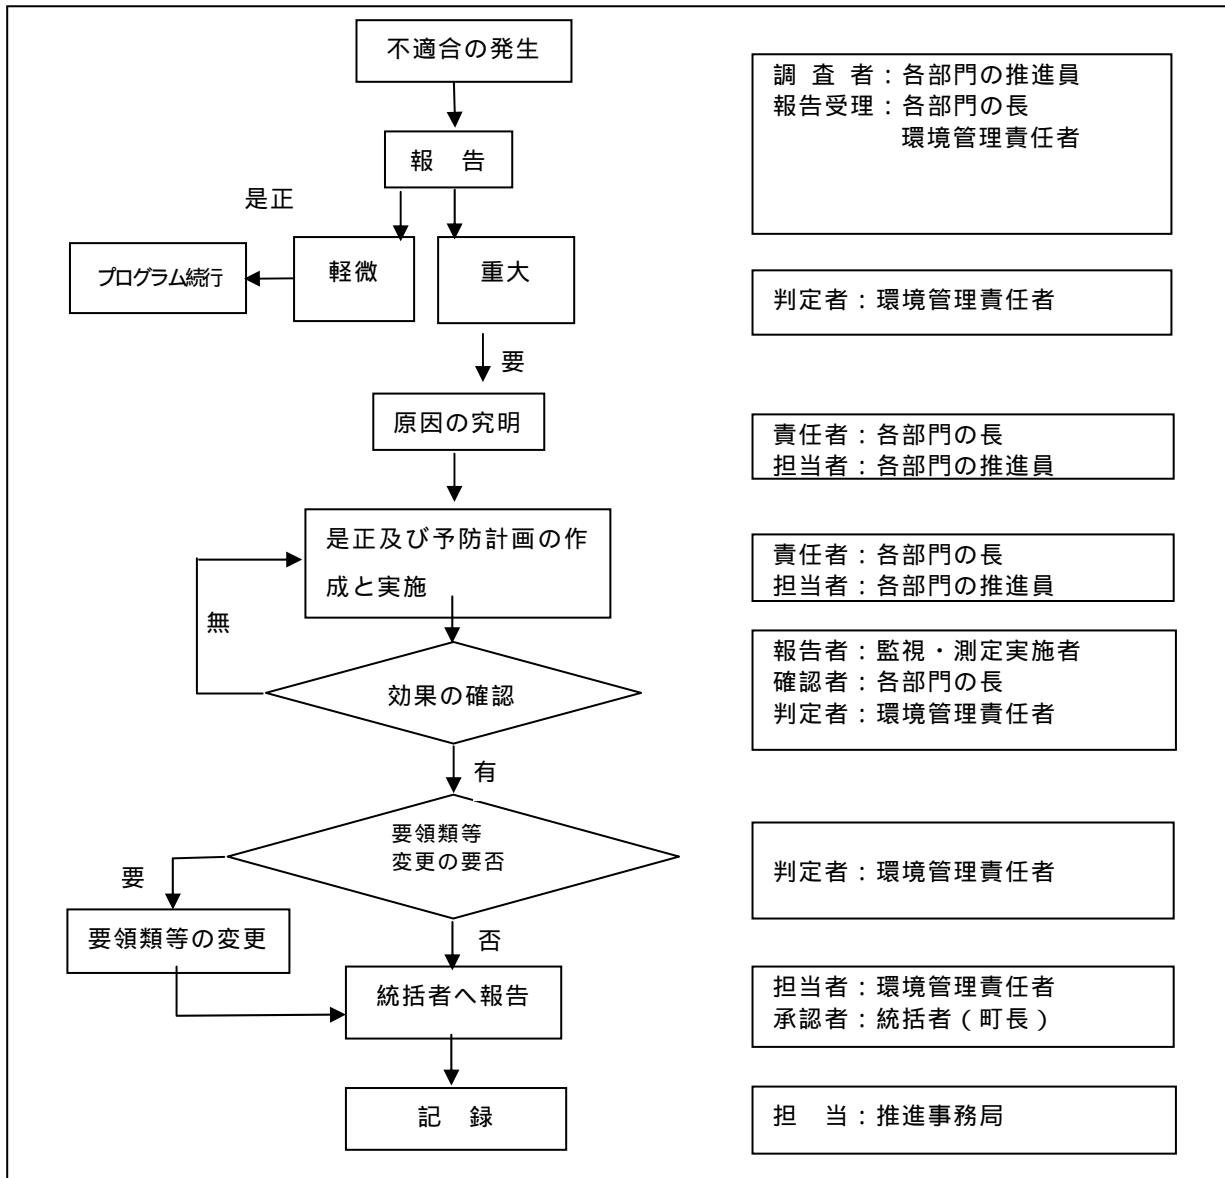 不適合の発生
調 査 者：各部門の推進員
報告受理：各部門の長
環境管理責任者
報　告
是正
プログラム続行
軽微
重大
判定者：環境管理責任者
要
原因の究明
責任者：各部門の長
担当者：各部門の推進員
是正及び予防計画の作
成と実施
責任者：各部門の長
担当者：各部門の推進員
無
効果の確認
報告者：監視・測定実施者
確認者：各部門の長
判定者：環境管理責任者
有
要領類等
変更の要否
判定者：環境管理責任者
要
要領類等の変更
否
統括者へ報告
担当者：環境管理責任者
承認者：統括者（町長）
記　録
担　当：推進事務局